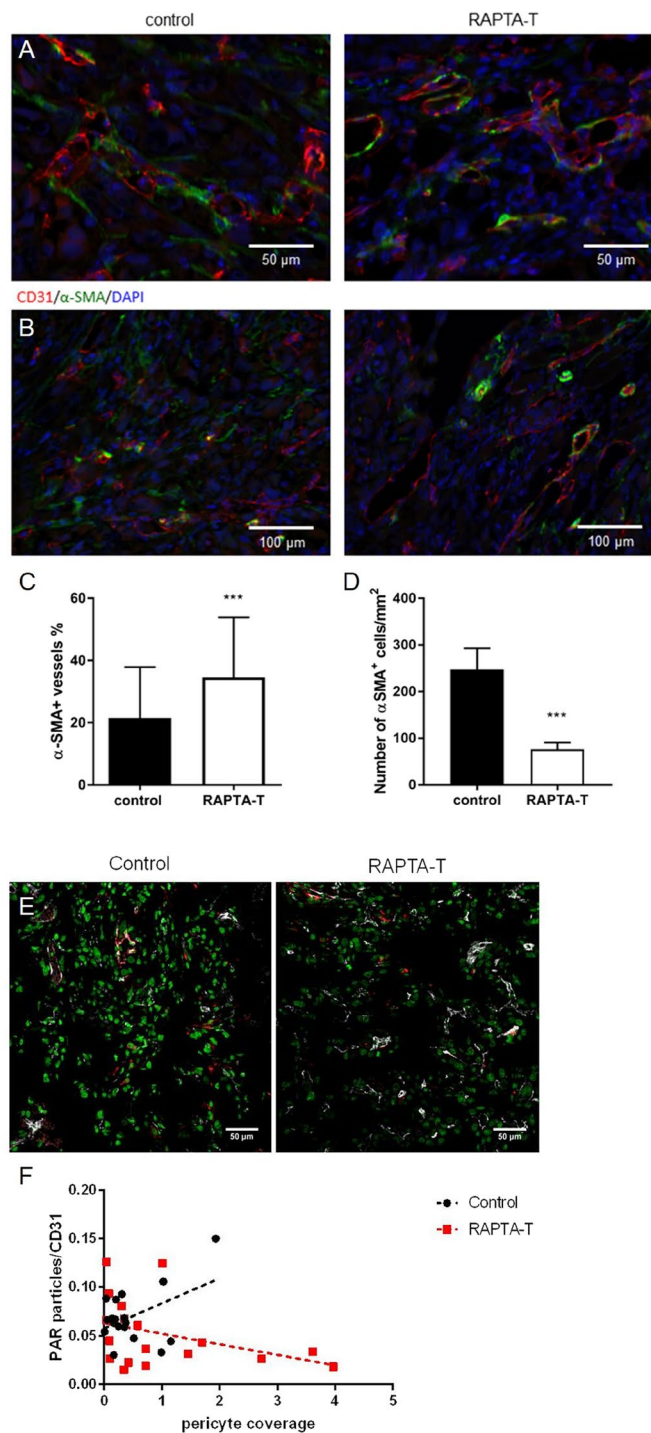 control RAPTA-T
A
50 µm 50 µm
CD31/α-SMA/DAPI
B
100 µm 100 µm
C D
α-SMA+ vessels %
60
40
20
0
***
control RAPTA-T
Number of αSMA⁺ cells/mm²
400
300
200
100
0
***
control RAPTA-T
Control RAPTA-T
E
50 µm 50 µm
F
PAR particles/CD31
0.20
0.15
0.10
0.05
0.00
0 1 2 3 4 5
pericyte coverage
Control
RAPTA-T